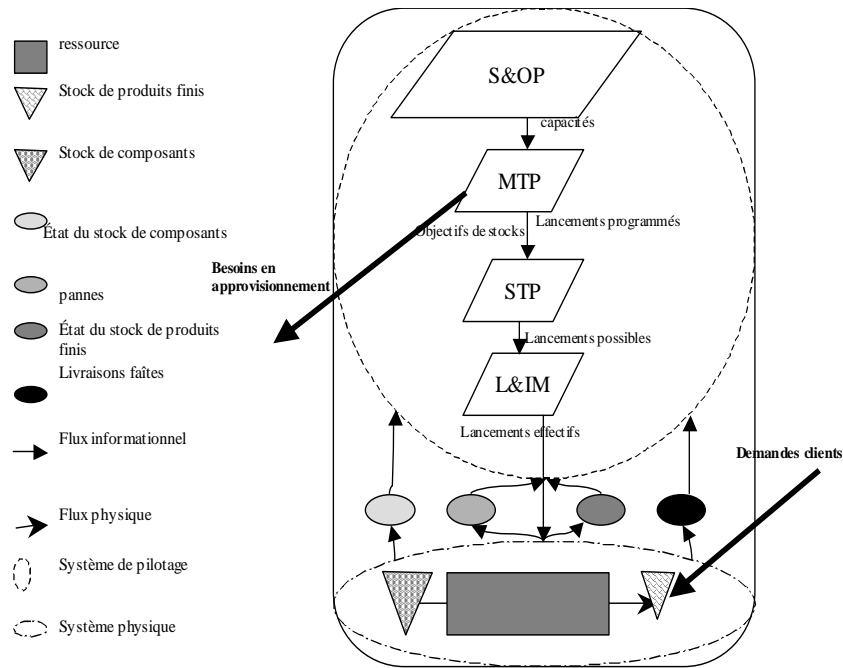 ressource
Stock de produits finis
Stock de composants
État du stock de composants
pannes
État du stock de produits
finis
Livraisons faîtes
Flux informationnel
Flux physique
Système de pilotage
Système physique
S&OP
capacités
MTP
Lancements programmés
Objectifs de stocks
Besoins en
approvisionnement
STP
Lancements possibles
L&IM
Lancements effectifs
Demandes clients